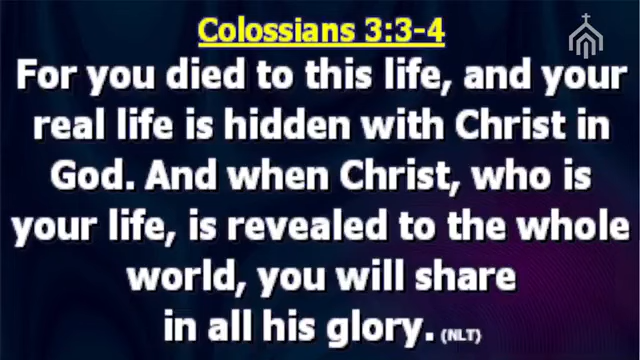 Colossians 3:3-4
For you died to this life, and your
real life is hidden with Christ in
God. And when Christ, who is
your life, is revealed to the whole
world, you will share
in all his glory. (NLT)